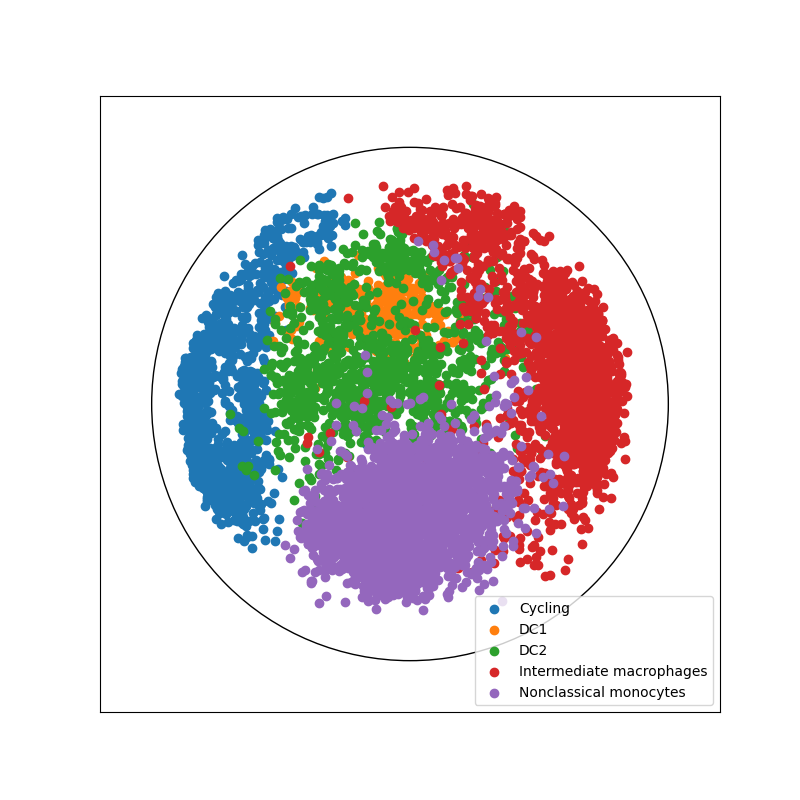 Cycling
DC1
DC2
Intermediate macrophages
Nonclassical monocytes